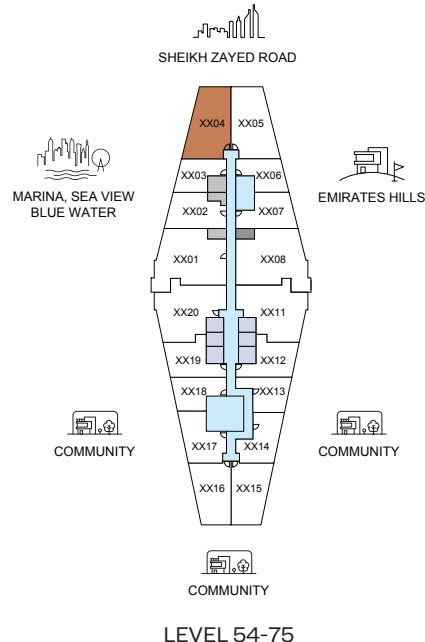 SHEIKH ZAYED ROAD
XX04
XX05
MARINA, SEA VIEW
BLUE WATER
EMIRATES HILLS
XX03
XX06
XX02
XX07
XX01
XX08
XX20
XX11
XX19
XX12
XX18
XX13
COMMUNITY
COMMUNITY
XX17
XX14
XX16
XX15
COMMUNITY
LEVEL 54-75